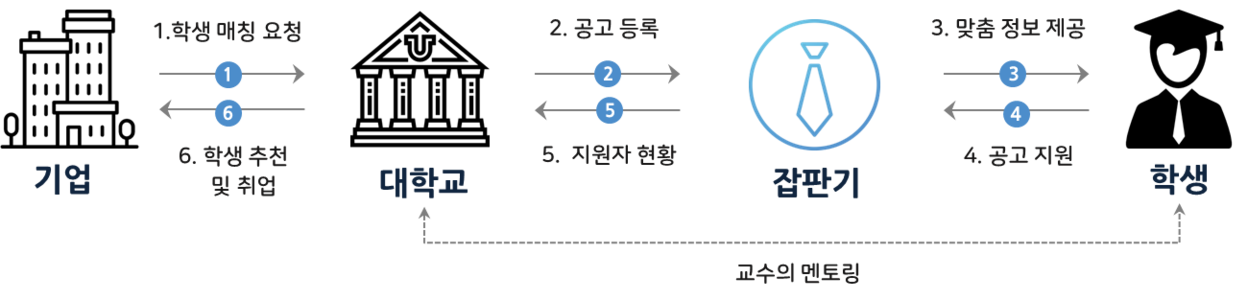 1.학생 매칭 요청
2. 공고 등록
3. 맞춤 정보 제공
1
2
3
6
5
4
6. 학생 추천
및 취업
5. 지원자 현황
4. 공고 지원
기업
대학교
잡판기
학생
교수의 멘토링